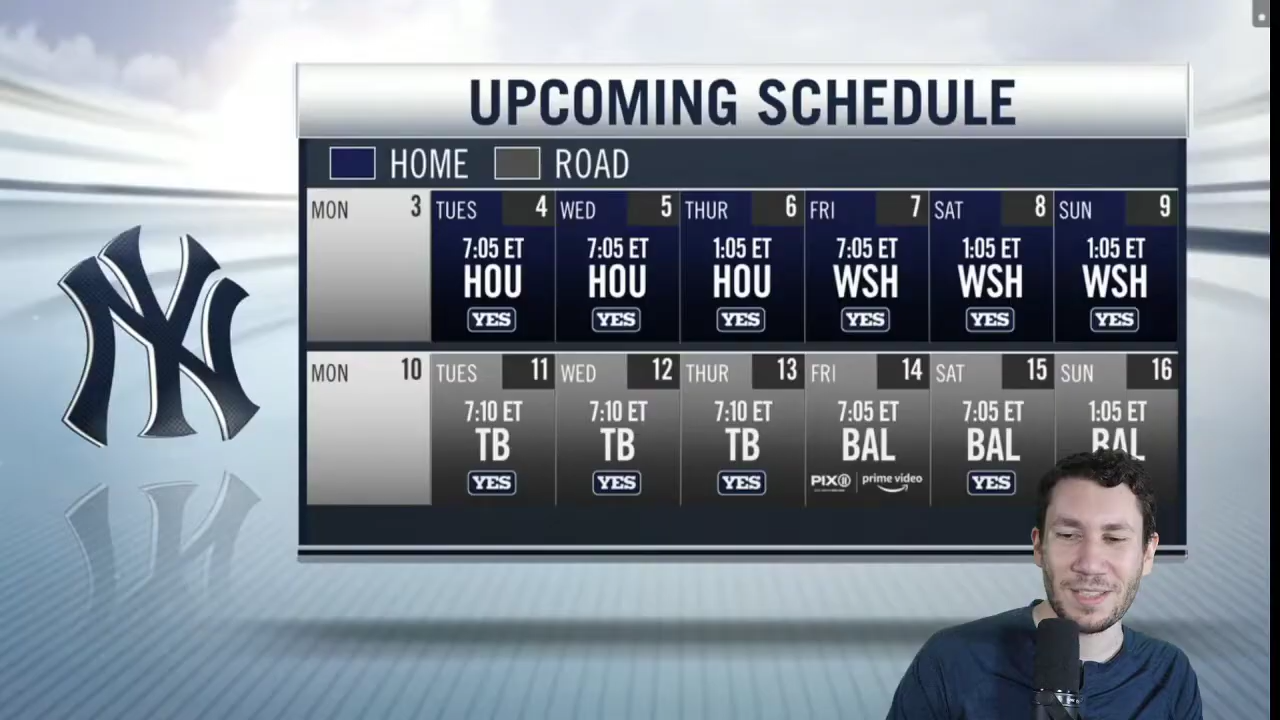 UPCOMING SCHEDULE
HOME ROAD
MON 3 TUES 4 WED 5 THUR 6 FRI 7 SAT 8 SUN 9
7:05 ET 7:05 ET 1:05 ET 7:05 ET 1:05 ET 1:05 ET
HOU HOU HOU WSH WSH WSH
YES YES YES YES YES YES
MON 10 TUES 11 WED 12 THUR 13 FRI 14 SAT 15 SUN 16
7:10 ET 7:10 ET 7:10 ET 7:05 ET 7:05 ET 1:05 ET
TB TB TB BAL BAL BAL
YES YES YES PIX11 prime video YES
NY